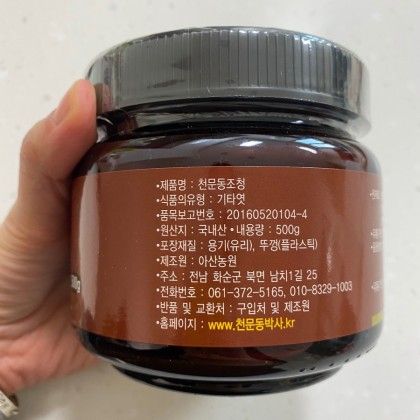 •제품명 : 천문동조청
•식품의유형 : 기타엿
•품목보고번호 : 20160520104-4
•원산지 : 국내산 •내용량 : 500g
•포장재질 : 용기(유리), 뚜껑(플라스틱)
•제조원 : 아산농원
•주소 : 전남 화순군 북면 남치1길 25
•전화번호 : 061-372-5165, 010-8329-1003
•반품 및 교환처 : 구입처 및 제조원
•홈페이지 : www.천문동박사.kr